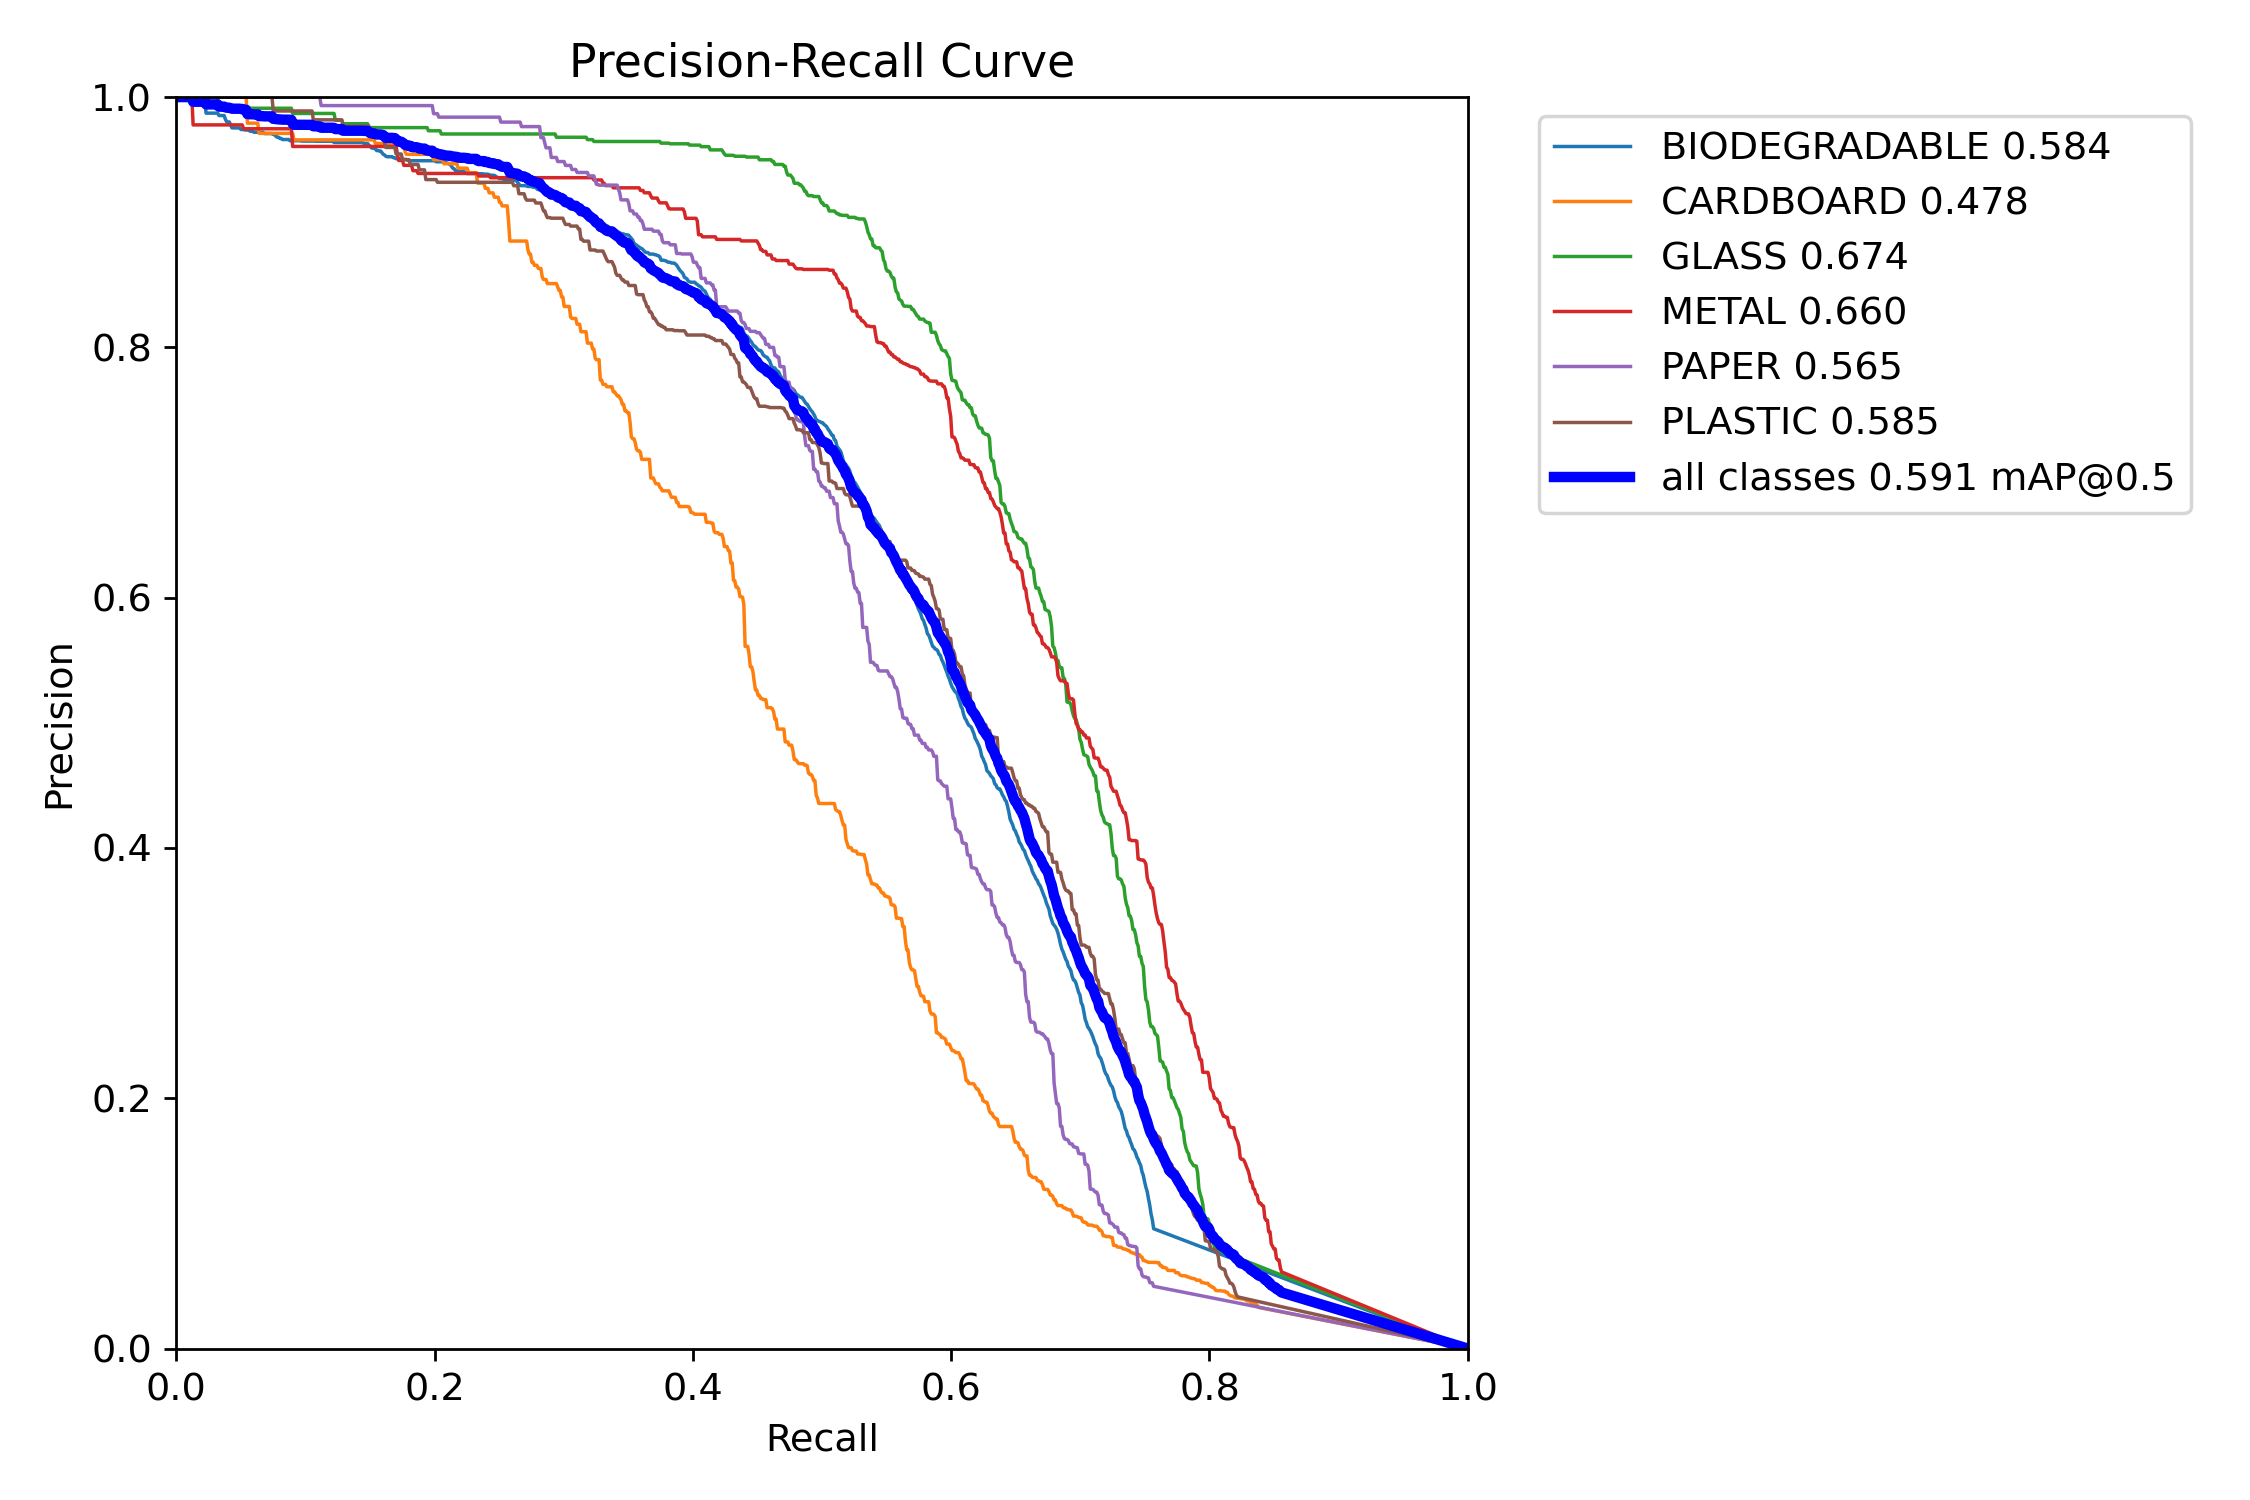 Precision-Recall Curve
1.0
0.8
0.6
0.4
0.2
0.0
Precision
0.0 0.2 0.4 0.6 0.8 1.0
Recall
BIODEGRADABLE 0.584
CARDBOARD 0.478
GLASS 0.674
METAL 0.660
PAPER 0.565
PLASTIC 0.585
all classes 0.591 mAP@0.5